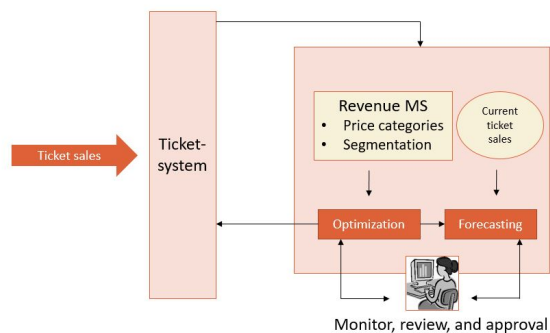 Ticket sales
Ticket-
system
Revenue MS
• Price categories
• Segmentation
Current
ticket
sales
Optimization
Forecasting
Monitor, review, and approval